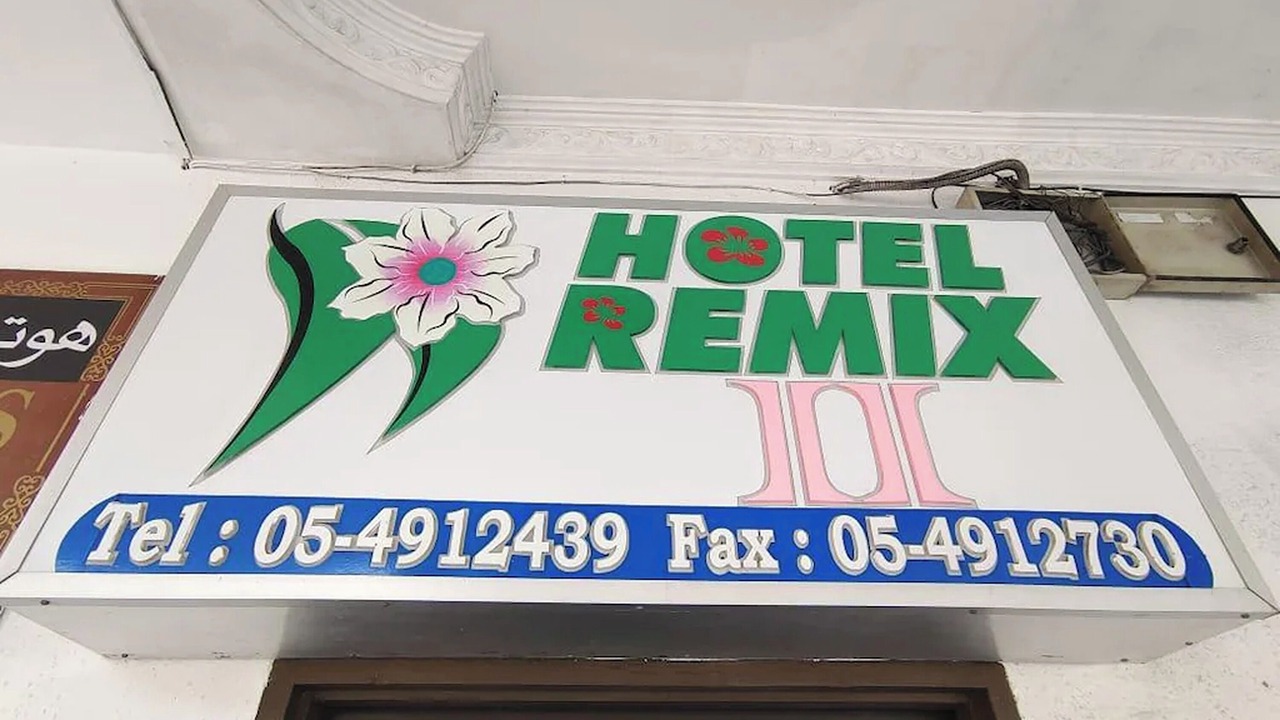 HOTEL
REMIX
II
Tel : 05-4912439 Fax : 05-4912730